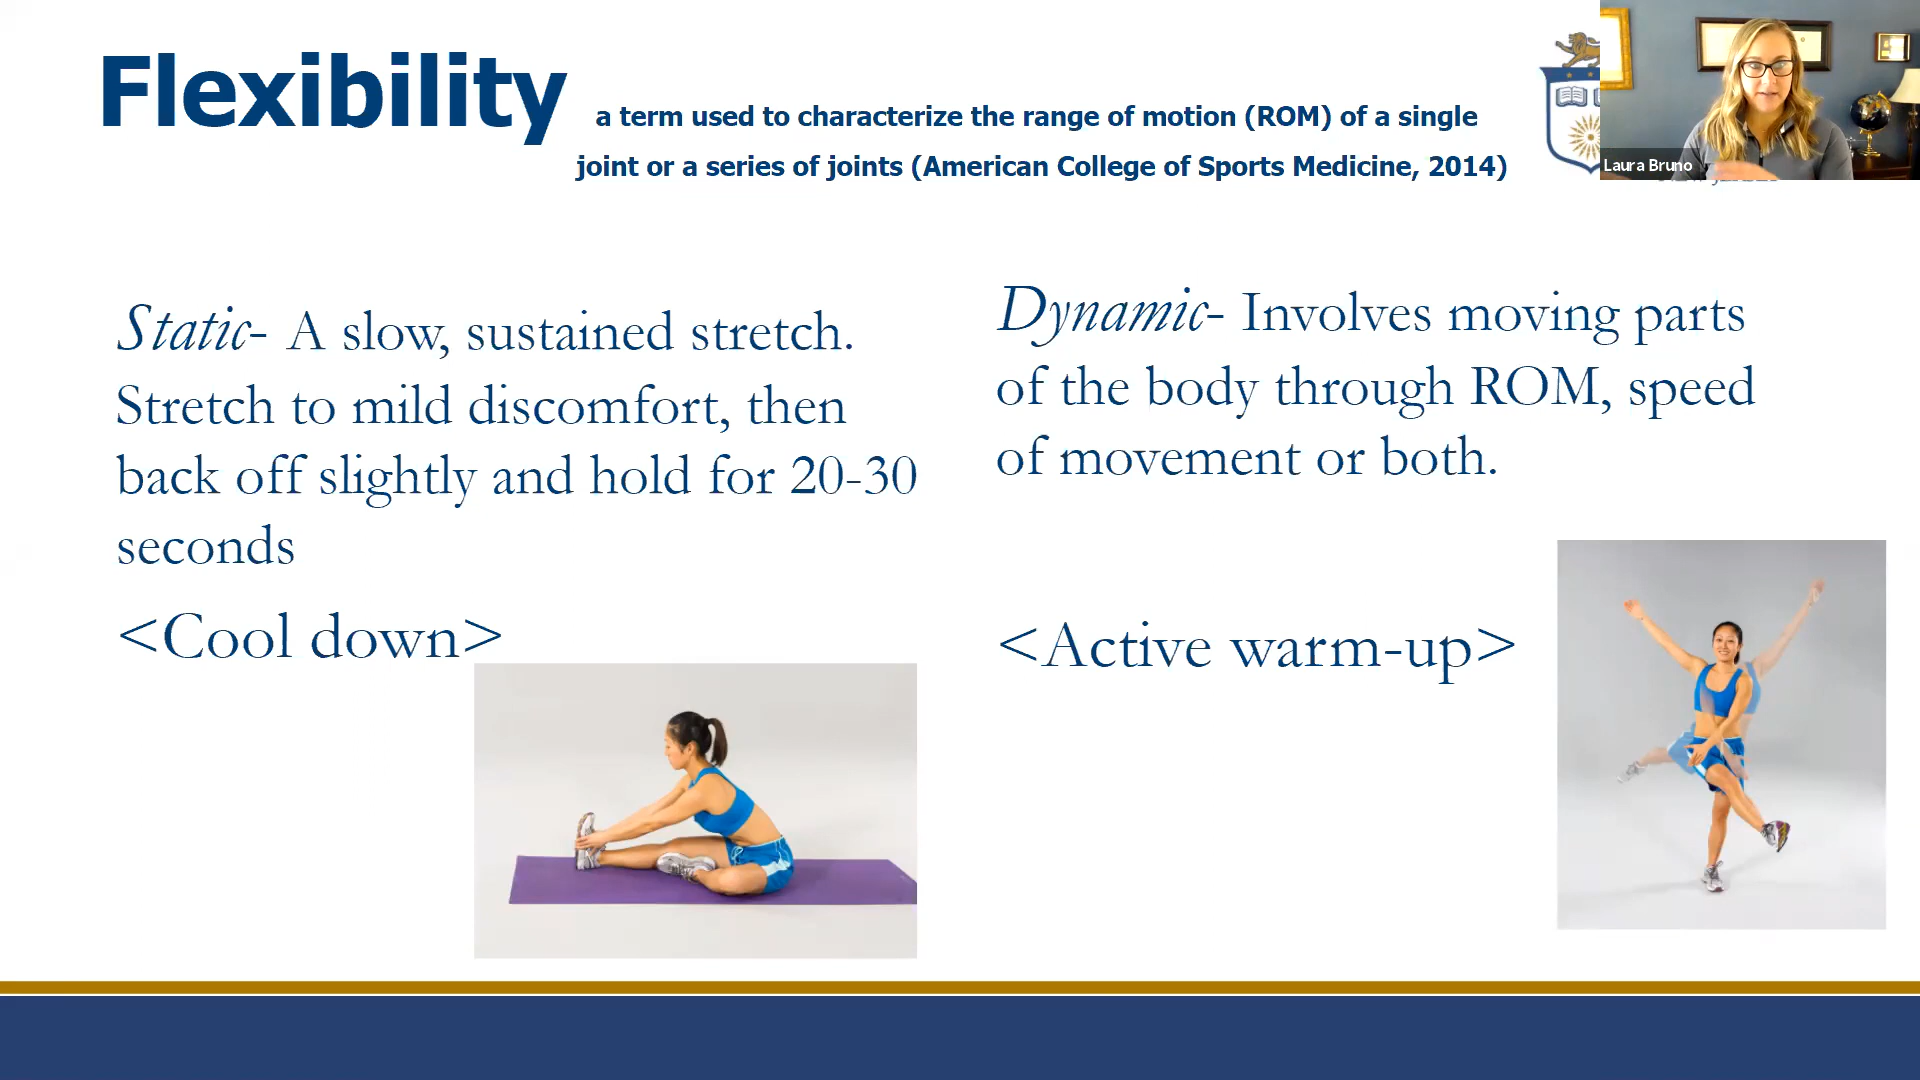 Flexibility a term used to characterize the range of motion (ROM) of a single
joint or a series of joints (American College of Sports Medicine, 2014)
Laura Bruno
Static- A slow, sustained stretch.
Stretch to mild discomfort, then
back off slightly and hold for 20-30
seconds
<Cool down>
Dynamic- Involves moving parts
of the body through ROM, speed
of movement or both.
<Active warm-up>